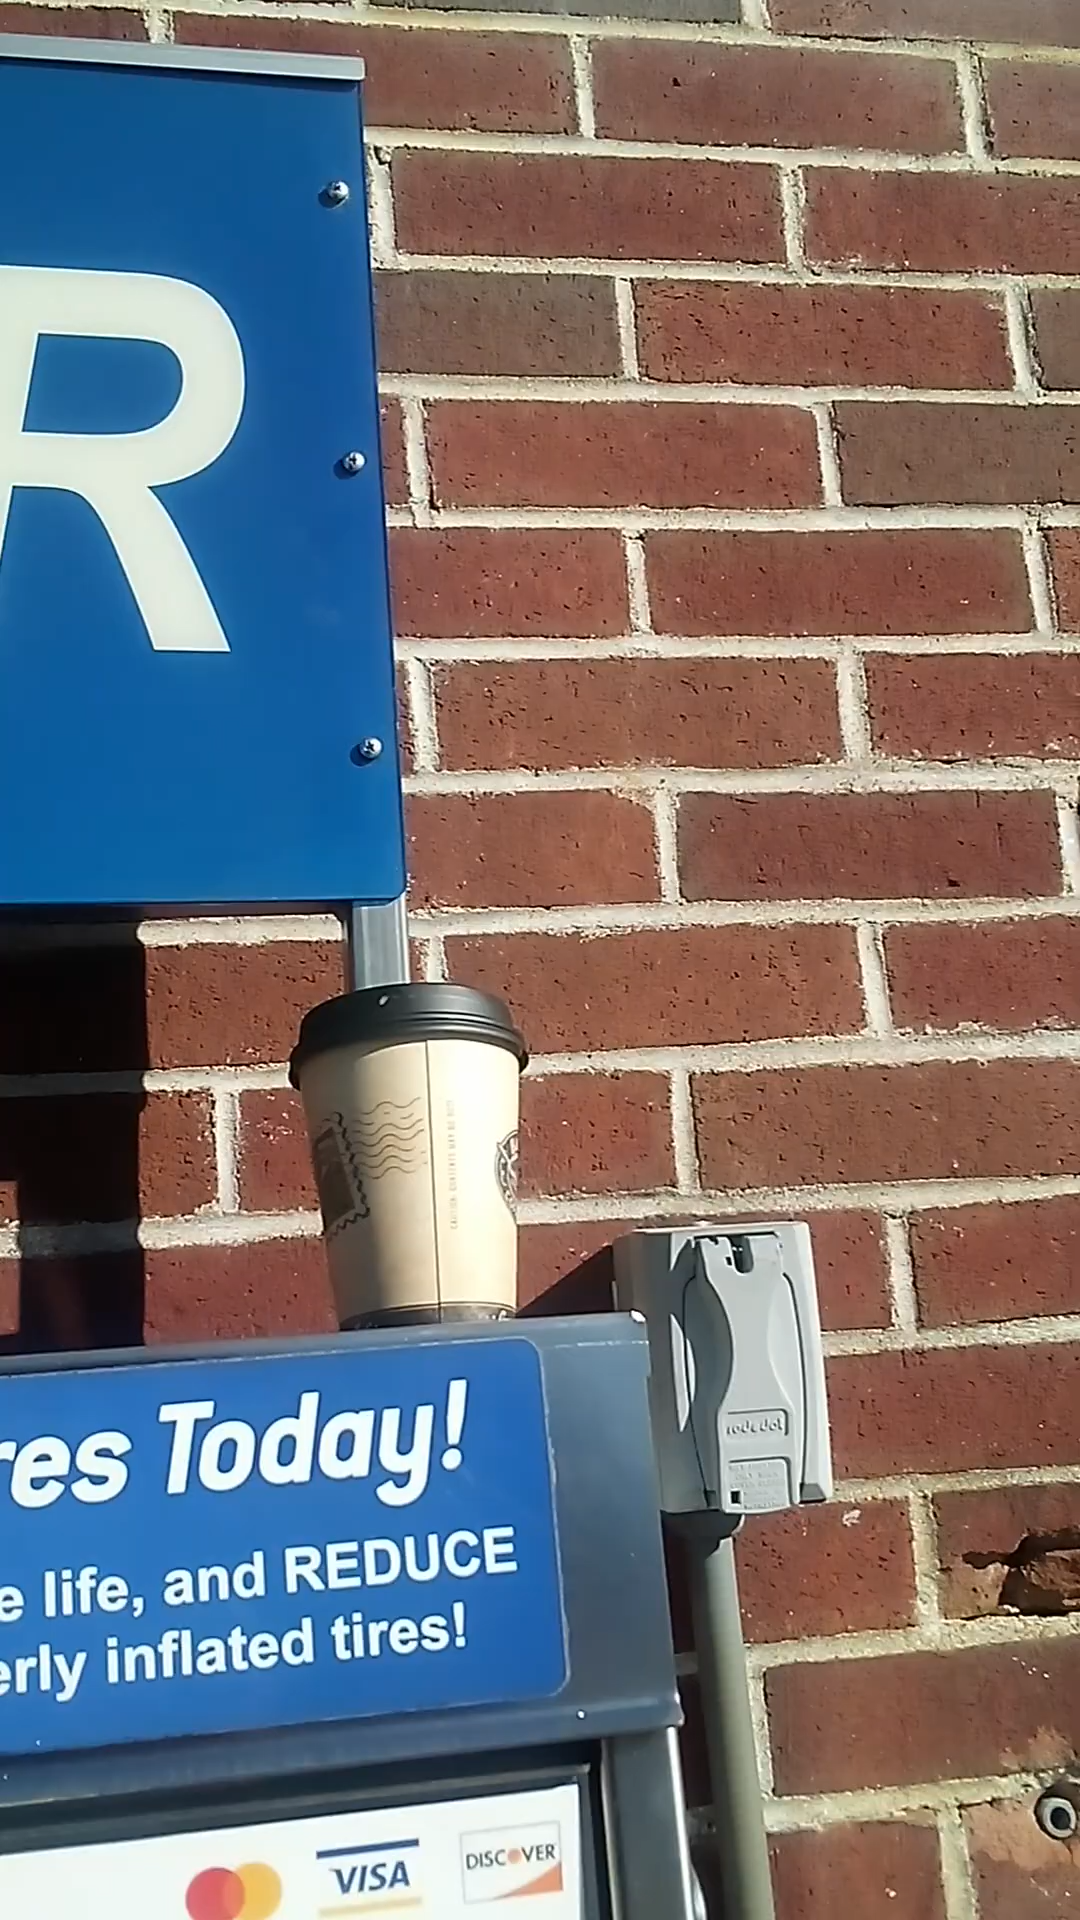 R
res Today!
e life, and REDUCE
erly inflated tires!
VISA
DISCOVER